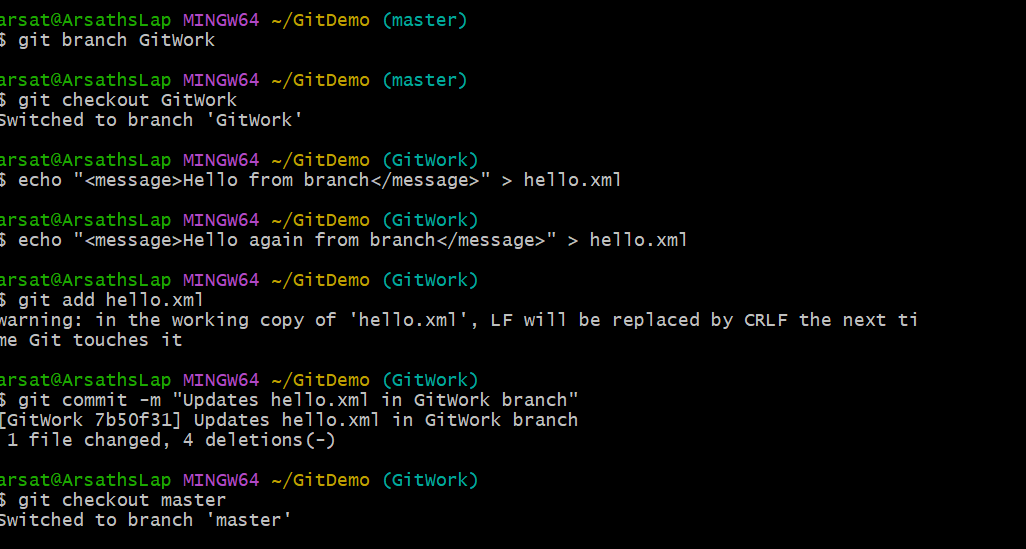 arsat@ArsathsLap MINGW64 ~/GitDemo (master)
$ git branch GitWork
arsat@ArsathsLap MINGW64 ~/GitDemo (master)
$ git checkout GitWork
Switched to branch 'GitWork'
arsat@ArsathsLap MINGW64 ~/GitDemo (GitWork)
$ echo "<message>Hello from branch</message>" > hello.xml
arsat@ArsathsLap MINGW64 ~/GitDemo (GitWork)
$ echo "<message>Hello again from branch</message>" > hello.xml
arsat@ArsathsLap MINGW64 ~/GitDemo (GitWork)
$ git add hello.xml
warning: in the working copy of 'hello.xml', LF will be replaced by CRLF the next ti
me Git touches it
arsat@ArsathsLap MINGW64 ~/GitDemo (GitWork)
$ git commit -m "Updates hello.xml in GitWork branch"
[GitWork 7b50f31] Updates hello.xml in GitWork branch
 1 file changed, 4 deletions(-)
arsat@ArsathsLap MINGW64 ~/GitDemo (GitWork)
$ git checkout master
Switched to branch 'master'